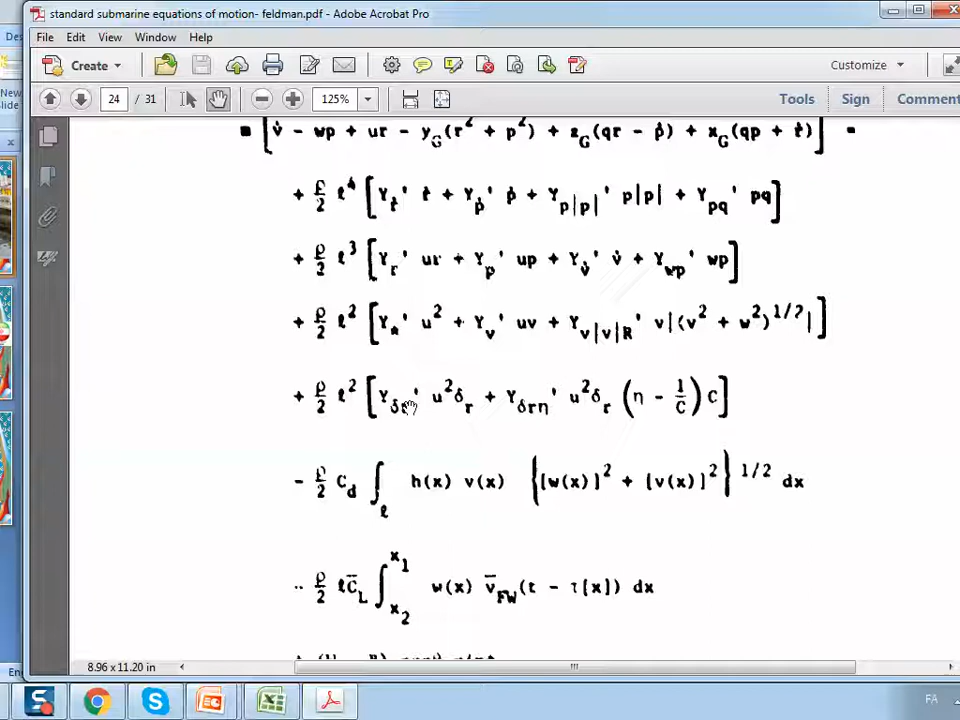 standard submarine equations of motion- feldman.pdf - Adobe Acrobat Pro
File Edit View Window Help
Create Customize
24 / 31 125% Tools Sign Comment
New
Slide
m [v̇ − wp + ur − y_G(r² + p²) + z_G(qr − ṗ) + x_G(qp + ṙ)] =
+ ρ/2 ℓ⁴ [Y_ṙ' ṙ + Y_ṗ' ṗ + Y_p|p|' p|p| + Y_pq' pq]
+ ρ/2 ℓ³ [Y_r' ur + Y_p' up + Y_v̇' v̇ + Y_wp' wp]
+ ρ/2 ℓ² [Y_*' u² + Y_v' uv + Y_v|v|R' v|(v² + w²)^1/2|]
+ ρ/2 ℓ² [Y_δr' u²δ_r + Y_δrη' u²δ_r (η − 1/C) C]
− ρ/2 C_d ∫_ℓ h(x) v(x) {[w(x)]² + [v(x)]²}^1/2 dx
− ρ/2 ℓC̄_L ∫_x₂^x₁ w(x) v̄_FW(t − τ[x]) dx
8.96 x 11.20 in
FA